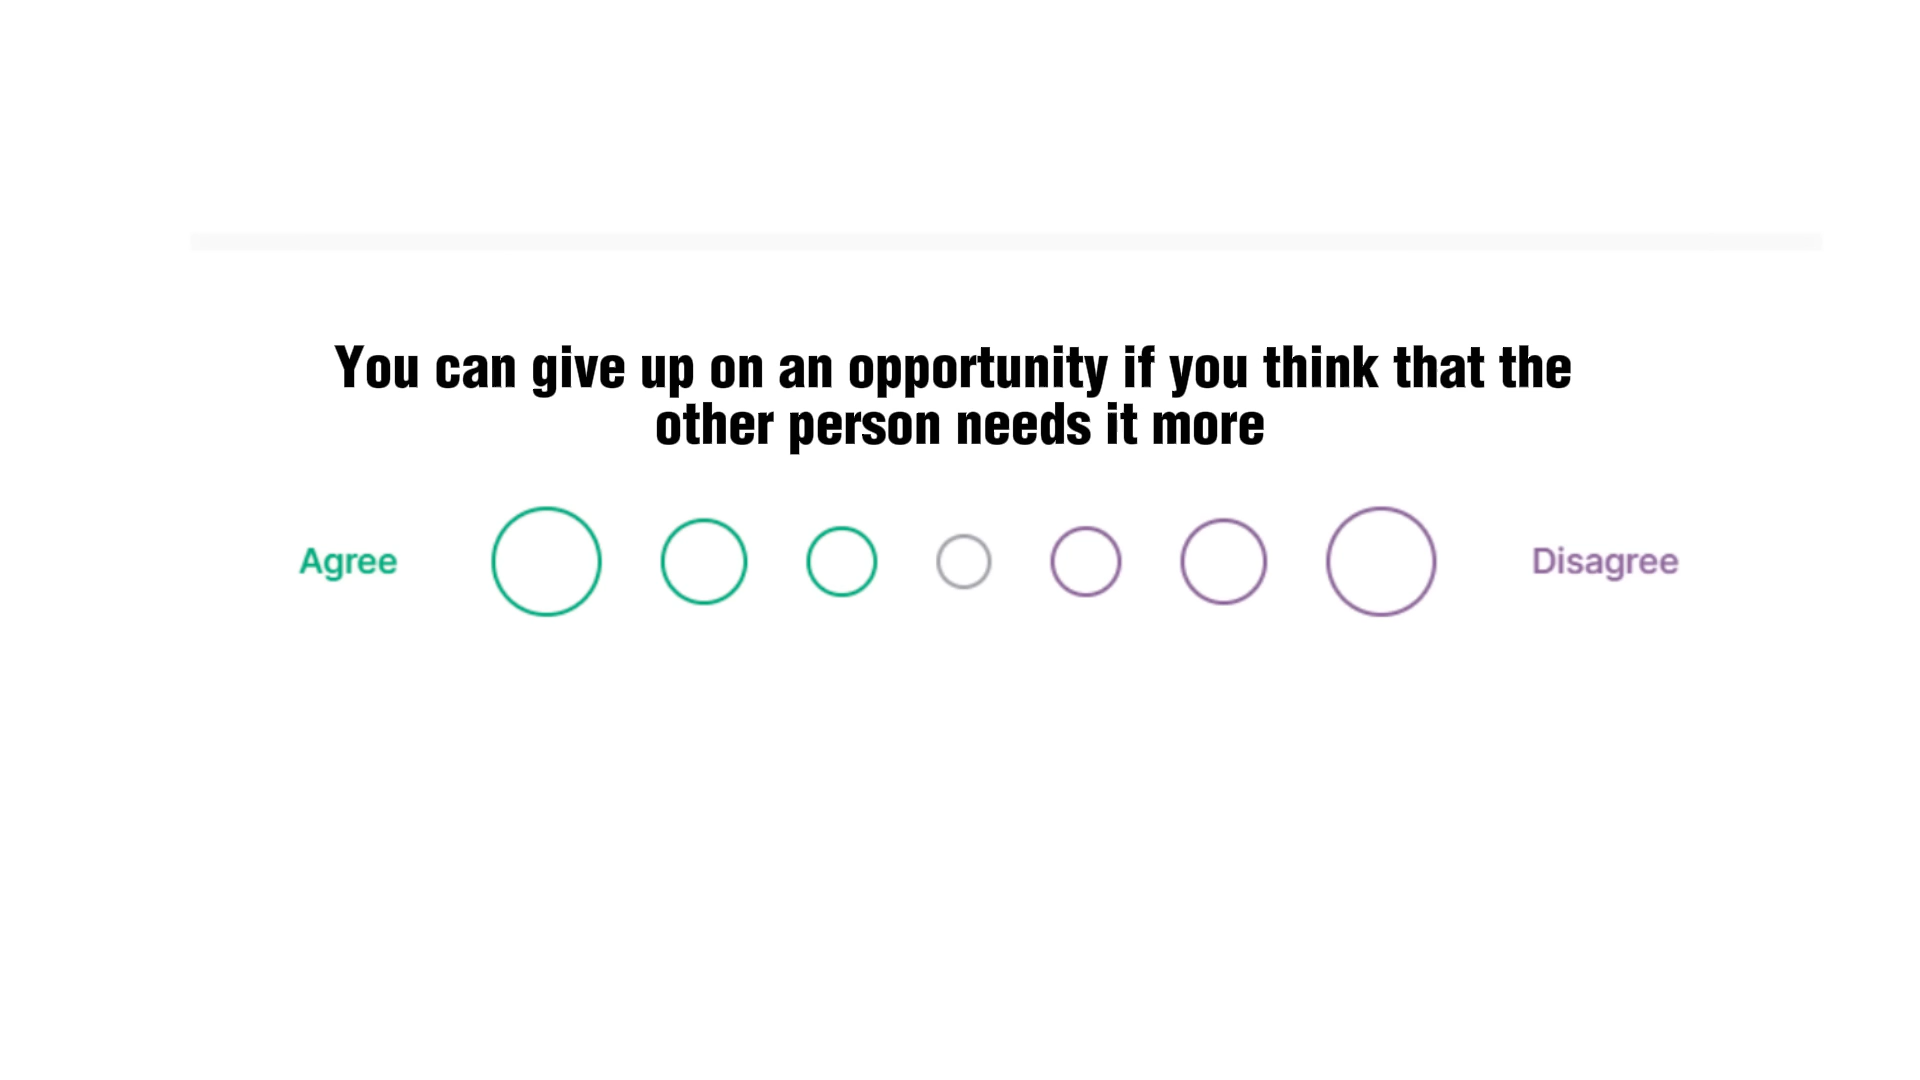 You can give up on an opportunity if you think that the
other person needs it more
Agree Disagree